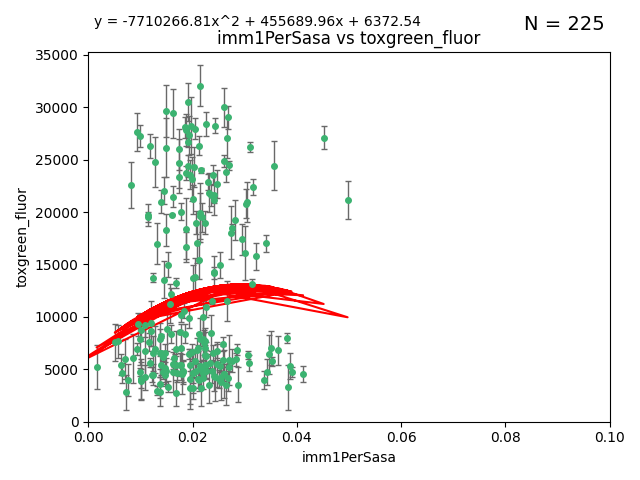 y = -7710266.81x^2 + 455689.96x + 6372.54
N = 225
imm1PerSasa vs toxgreen_fluor
35000
30000
25000
20000
15000
10000
5000
0
toxgreen_fluor
0.00 0.02 0.04 0.06 0.08 0.10
imm1PerSasa